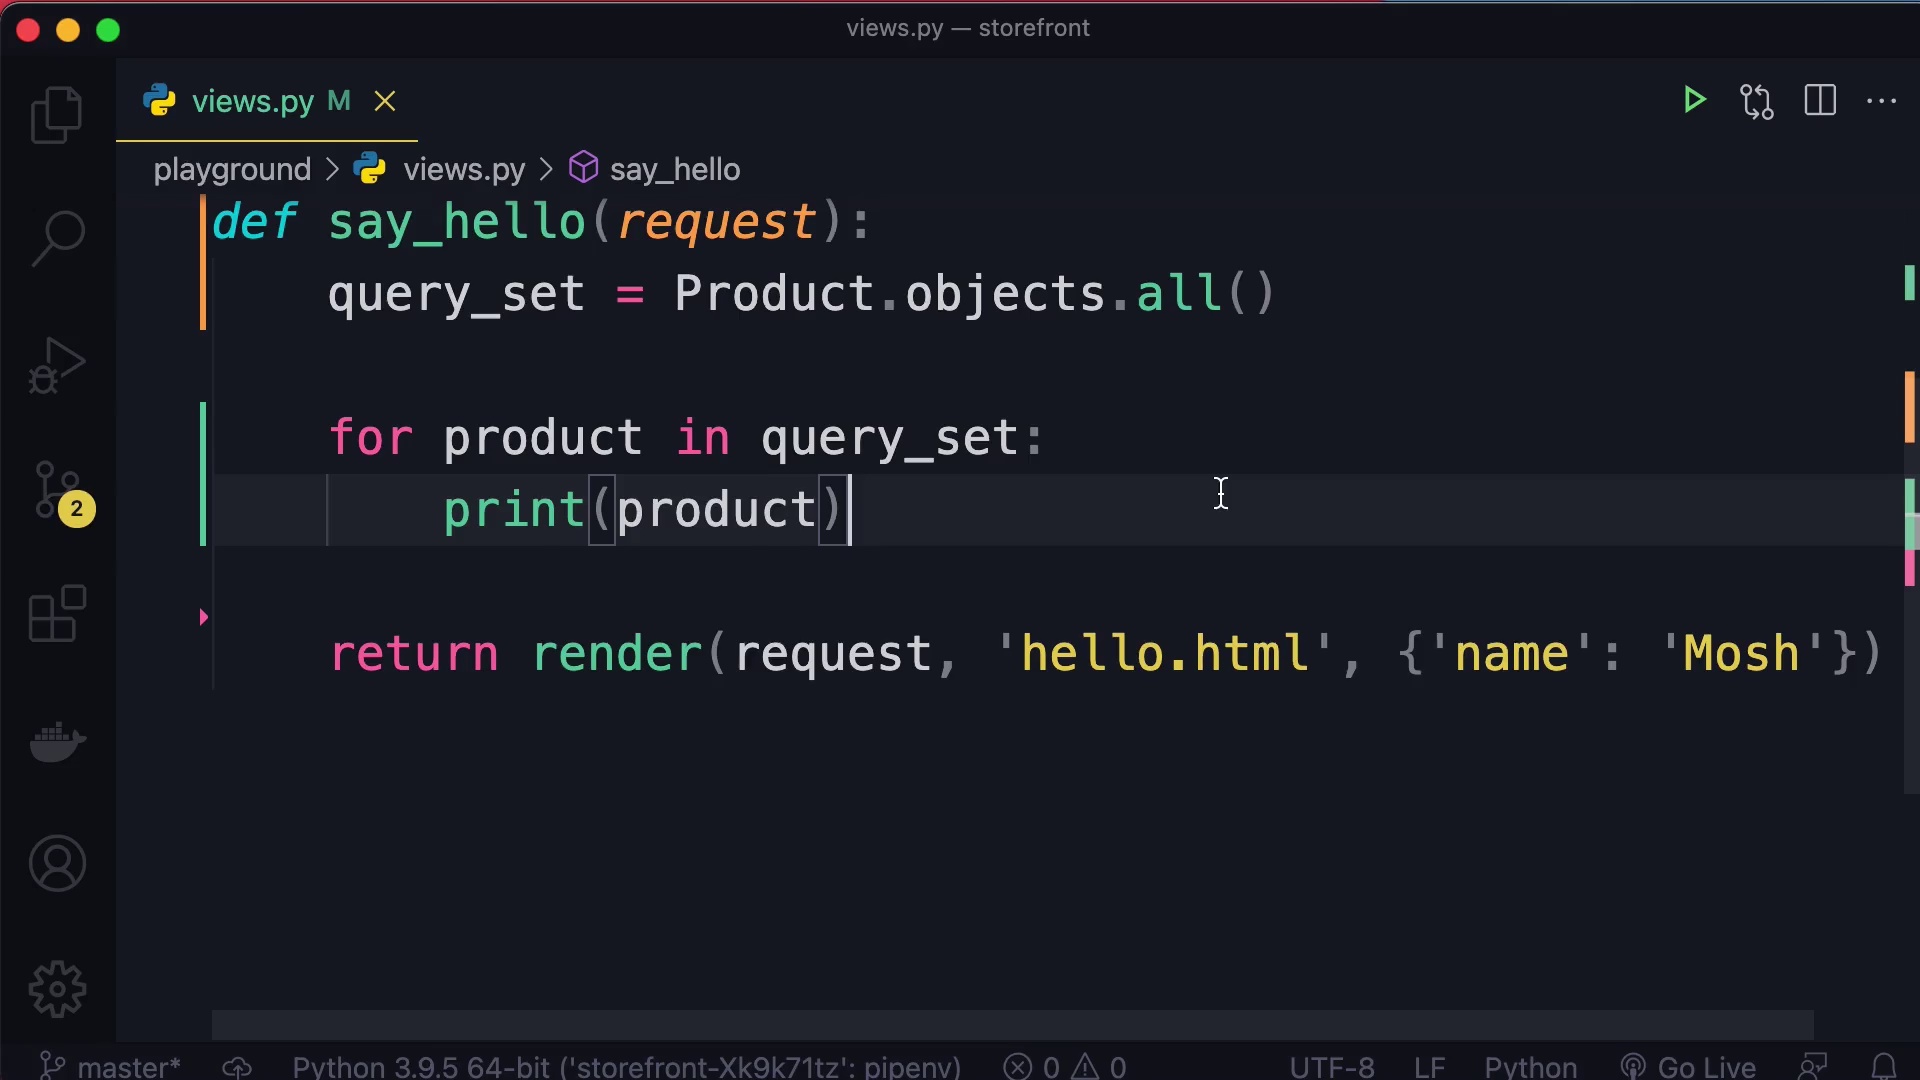 views.py — storefront
views.py M
playground > views.py > say_hello
def say_hello(request):
query_set = Product.objects.all()
for product in query_set:
print(product)
return render(request, 'hello.html', {'name': 'Mosh'})
2
master* Python 3.9.5 64-bit ('storefront-Xk9k71tz': pipenv) 0 0 UTF-8 LF Python Go Live